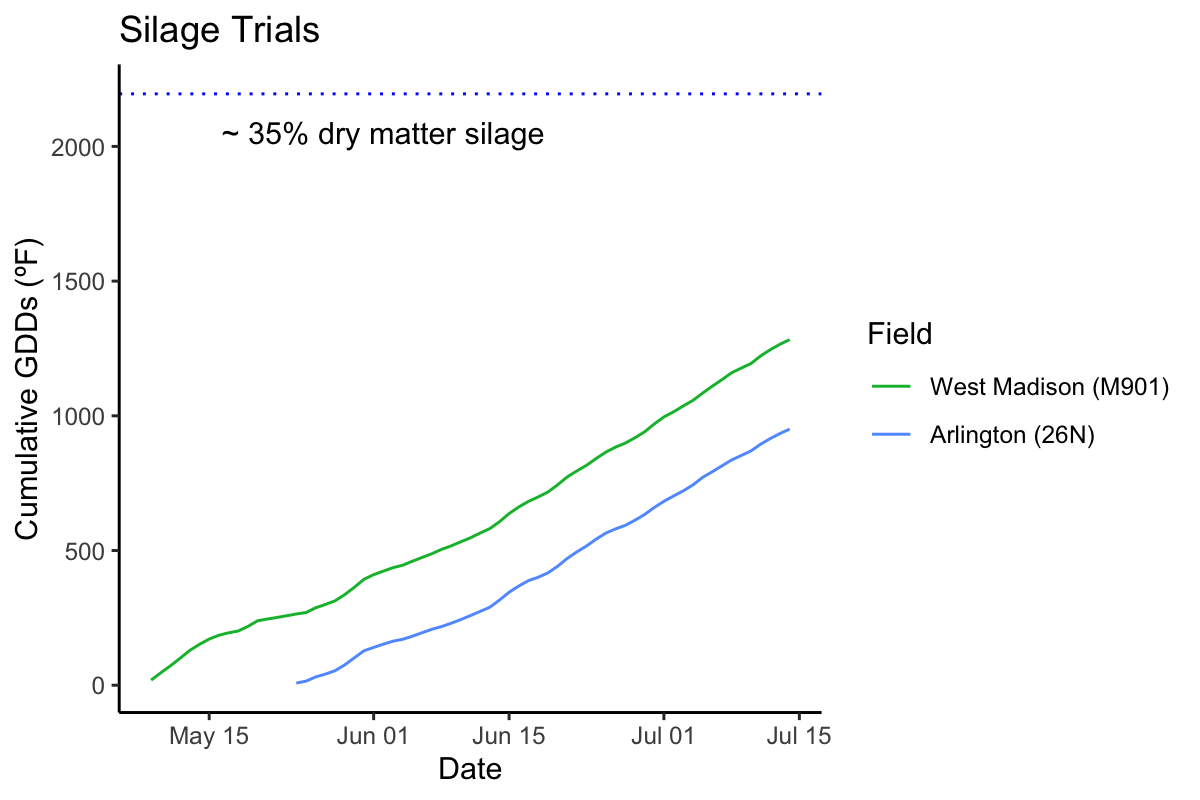 Silage Trials
~ 35% dry matter silage
Cumulative GDDs (ºF)
2000
1500
1000
500
0
May 15
Jun 01
Jun 15
Jul 01
Jul 15
Date
Field
West Madison (M901)
Arlington (26N)